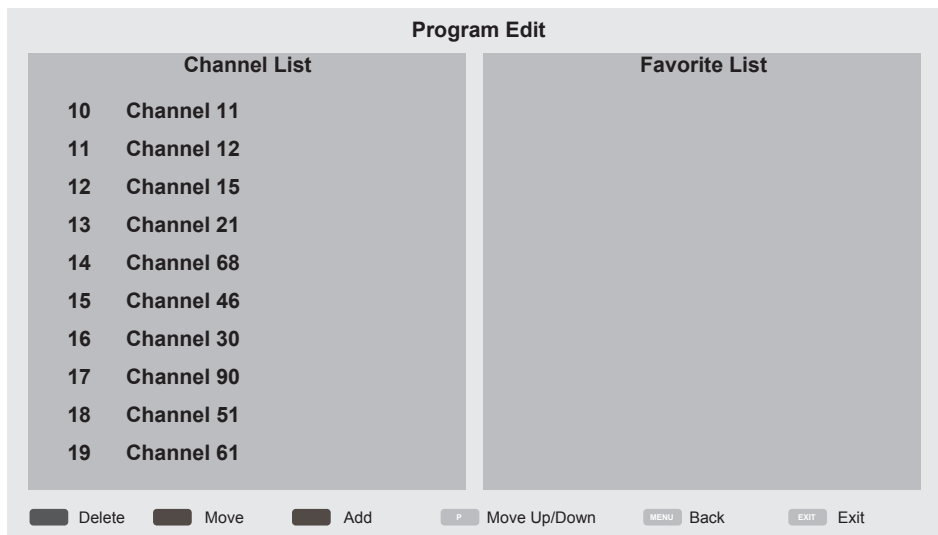 Program Edit
Channel List
10 Channel 11
11 Channel 12
12 Channel 15
13 Channel 21
14 Channel 68
15 Channel 46
16 Channel 30
17 Channel 90
18 Channel 51
19 Channel 61
Favorite List
Delete Move Add P Move Up/Down MENU Back EXIT Exit